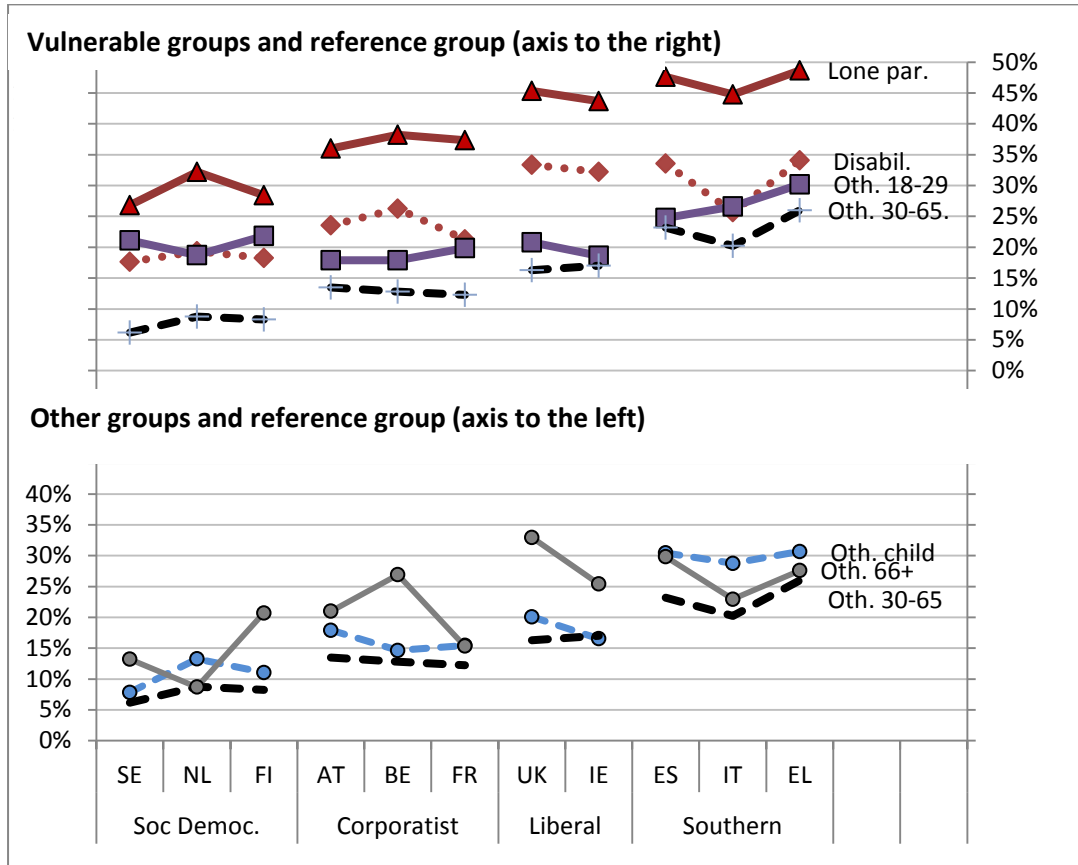 Vulnerable groups and reference group (axis to the right)
50%
Lone par.
45%
40%
35%
Disabil.
30%
Oth. 18-29
25%
Oth. 30-65.
20%
15%
10%
5%
0%
Other groups and reference group (axis to the left)
40%
35%
30%
Oth. child
25%
Oth. 66+
20%
Oth. 30-65
15%
10%
5%
0%
SE NL FI AT BE FR UK IE ES IT EL
Soc Democ. Corporatist Liberal Southern